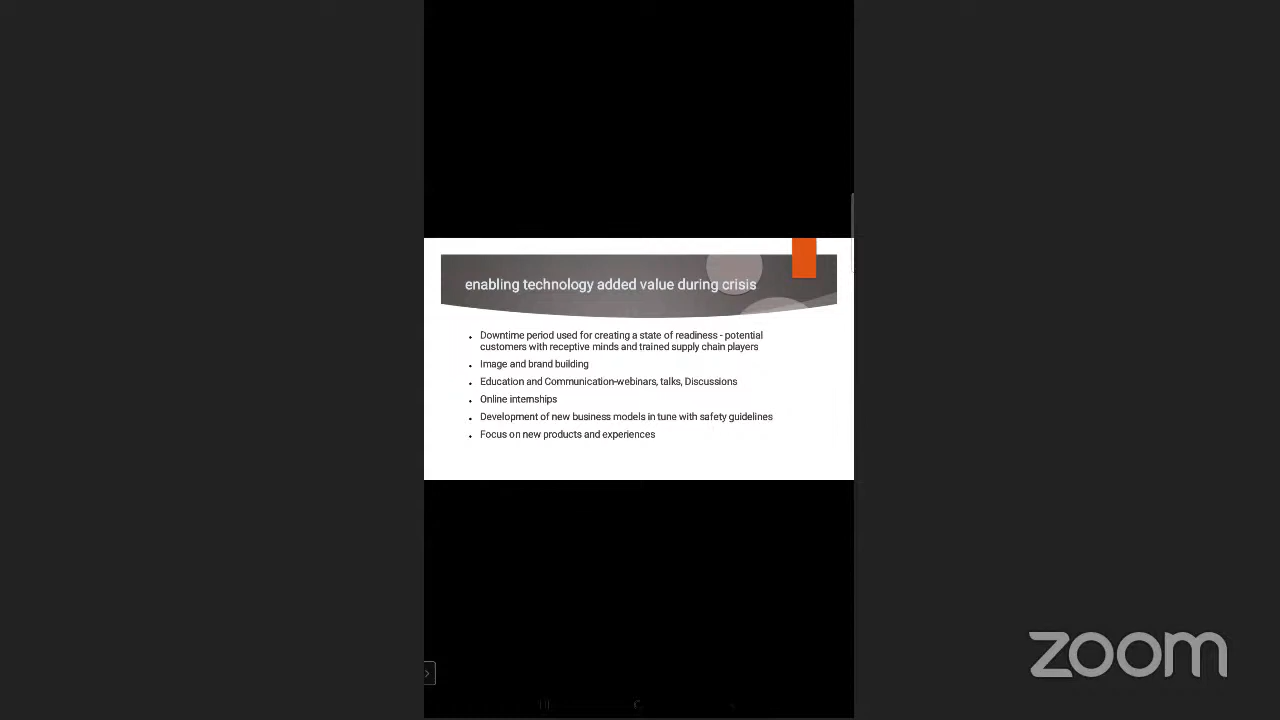 enabling technology added value during crisis
Downtime period used for creating a state of readiness - potential
customers with receptive minds and trained supply chain players
Image and brand building
Education and Communication-webinars, talks, Discussions
Online internships
Development of new business models in tune with safety guidelines
Focus on new products and experiences
zoom